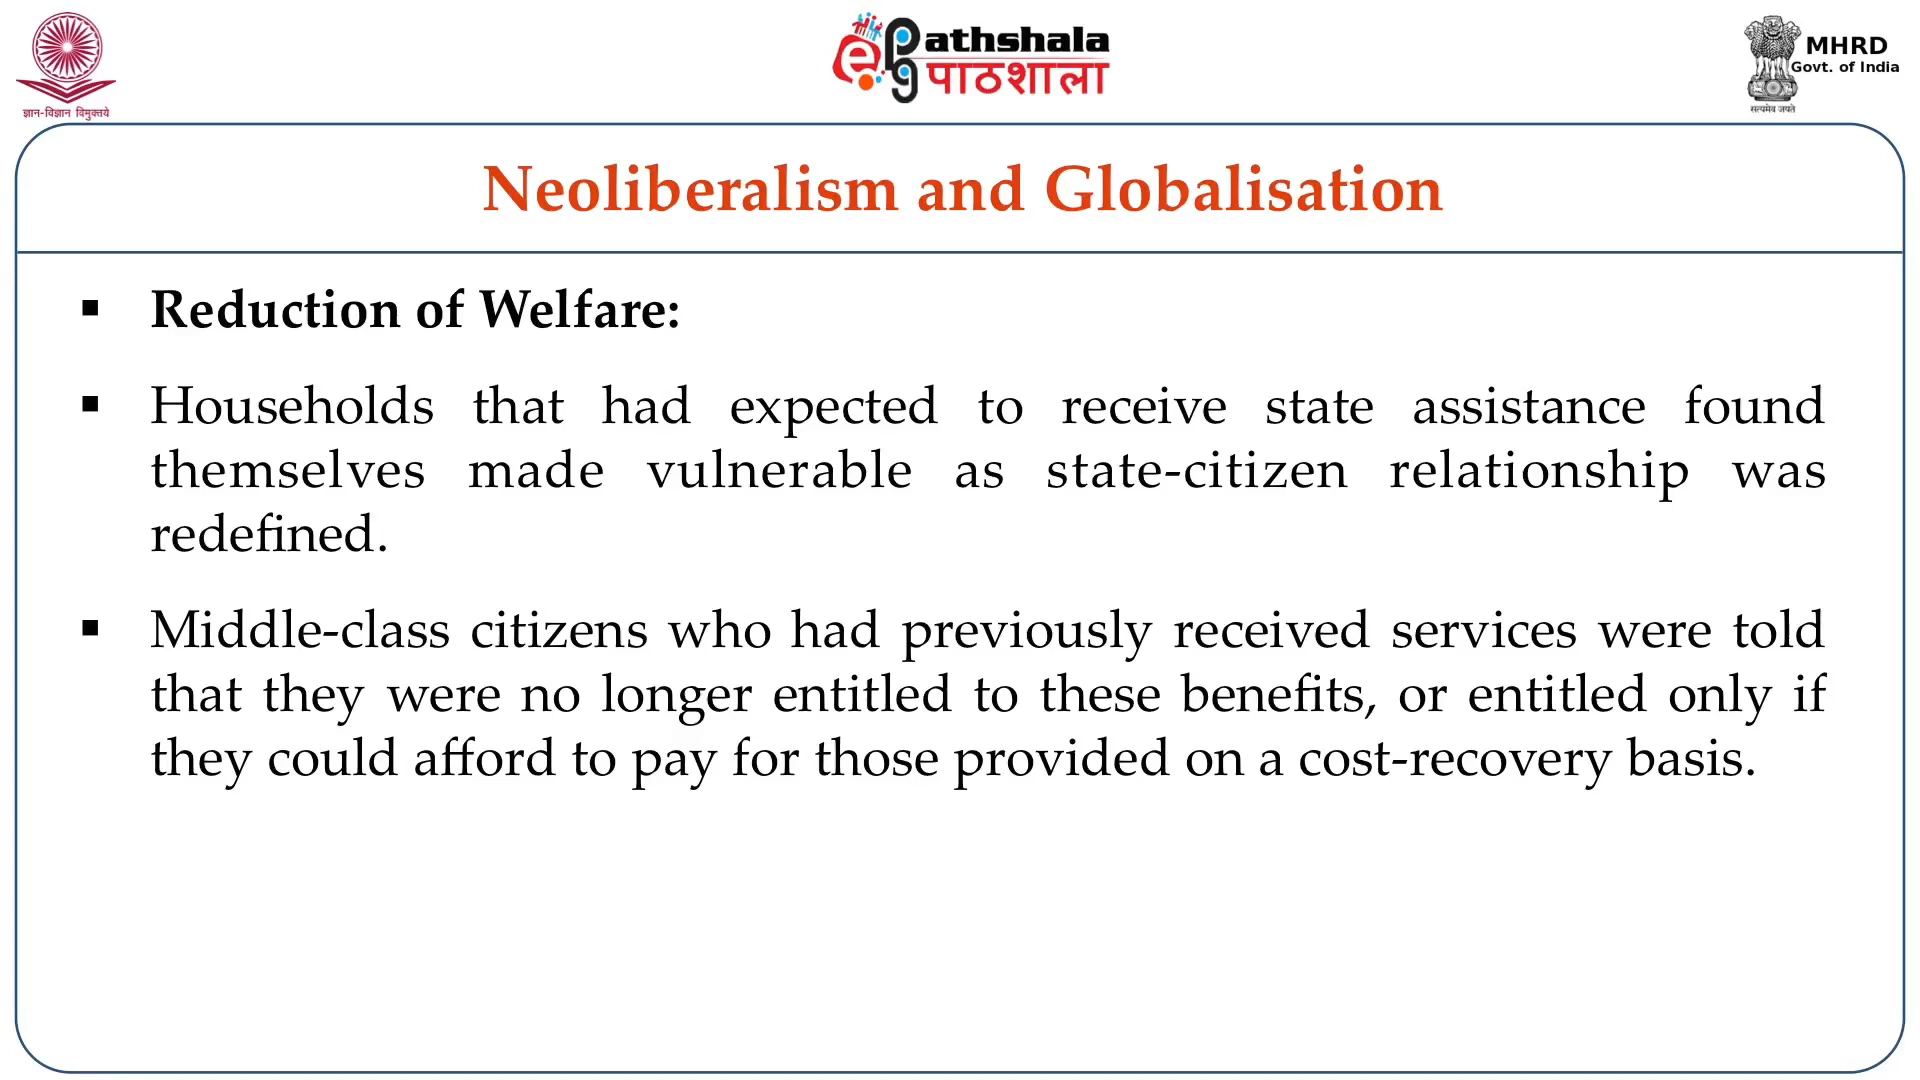 ज्ञान-विज्ञान विमुक्तये
e pg Pathshala
पाठशाला
MHRD
Govt. of India
सत्यमेव जयते
Neoliberalism and Globalisation
▪ Reduction of Welfare:
▪ Households that had expected to receive state assistance found
themselves made vulnerable as state-citizen relationship was
redefined.
▪ Middle-class citizens who had previously received services were told
that they were no longer entitled to these benefits, or entitled only if
they could afford to pay for those provided on a cost-recovery basis.